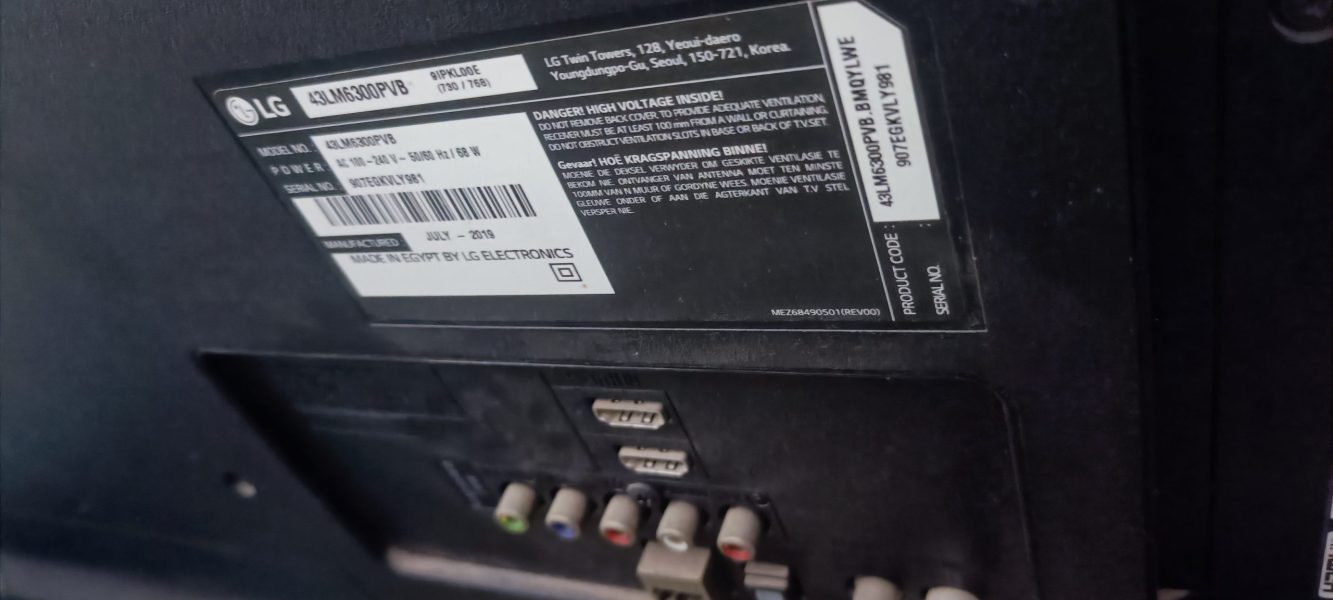 LG
43LM6300PVB
9IPKL00E
(730 / 768)
LG Twin Towers, 128, Yeoui-daero
Youngdungpo-Gu, Seoul, 150-721, Korea.
MODEL NO. 43LM6300PVB
POWER AC 100-240 V ~ 50/60 Hz / 68 W
SERIAL NO. 907EGKVLY981
MANUFACTURED JULY - 2019
MADE IN EGYPT BY LG ELECTRONICS
DANGER! HIGH VOLTAGE INSIDE!
DO NOT REMOVE BACK COVER. TO PROVIDE ADEQUATE VENTILATION,
RECEIVER MUST BE AT LEAST 100 mm FROM A WALL OR CURTAINING.
DO NOT OBSTRUCT VENTILATION SLOTS IN BASE OR BACK OF T.V.SET.
Gevaar! HOË KRAGSPANNING BINNE!
MOENIE DIE DEKSEL VERWYDER OM GESKIKTE VENTILASIE TE
BEKOM NIE. ONTVANGER VAN ANTENNA MOET TEN MINSTE
100MM VAN N MUUR OF GORDYNE WEES. MOENIE VENTILASIE
GLEUWE ONDER OF AAN DIE AGTERKANT VAN T.V STEL
VERSPER NIE.
MEZ68490501(REV00)
PRODUCT CODE : 43LM6300PVB.BMQYLWE
SERIAL NO. : 907EGKVLY981